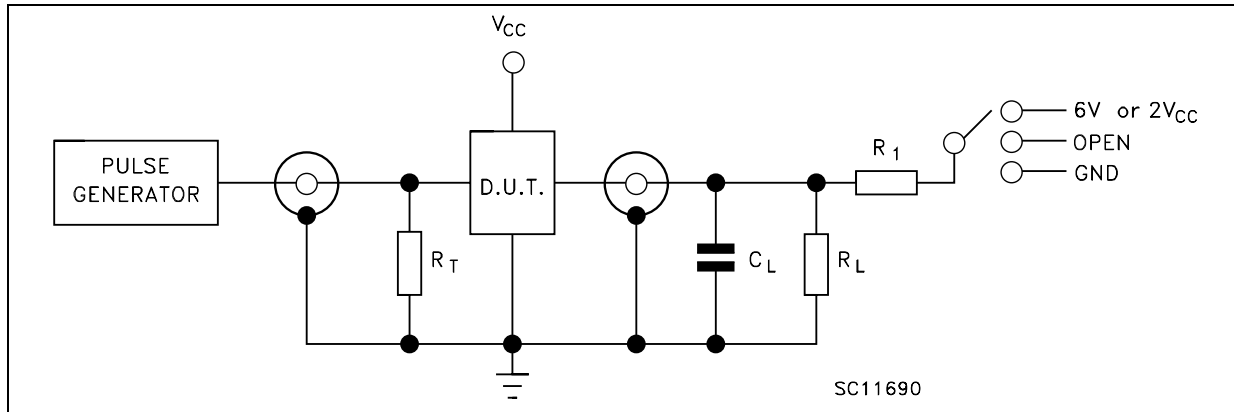 VCC
6V or 2VCC
OPEN
GND
R1
PULSE
GENERATOR
D.U.T.
RT
CL
RL
SC11690